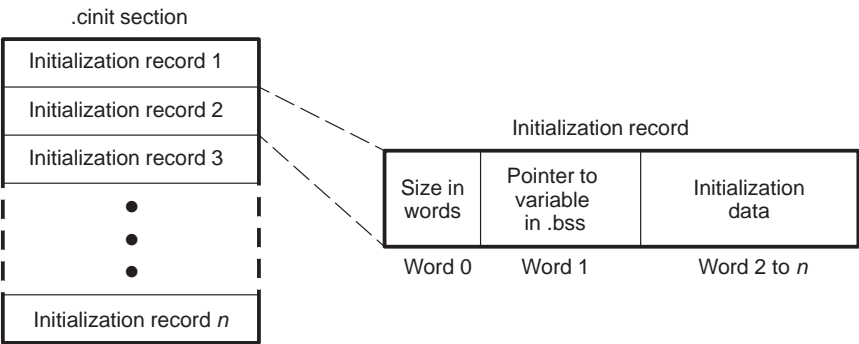 .cinit section
Initialization record 1
Initialization record 2
Initialization record 3
Initialization record n
Initialization record
Size in
words
Pointer to
variable
in .bss
Initialization
data
Word 0
Word 1
Word 2 to n